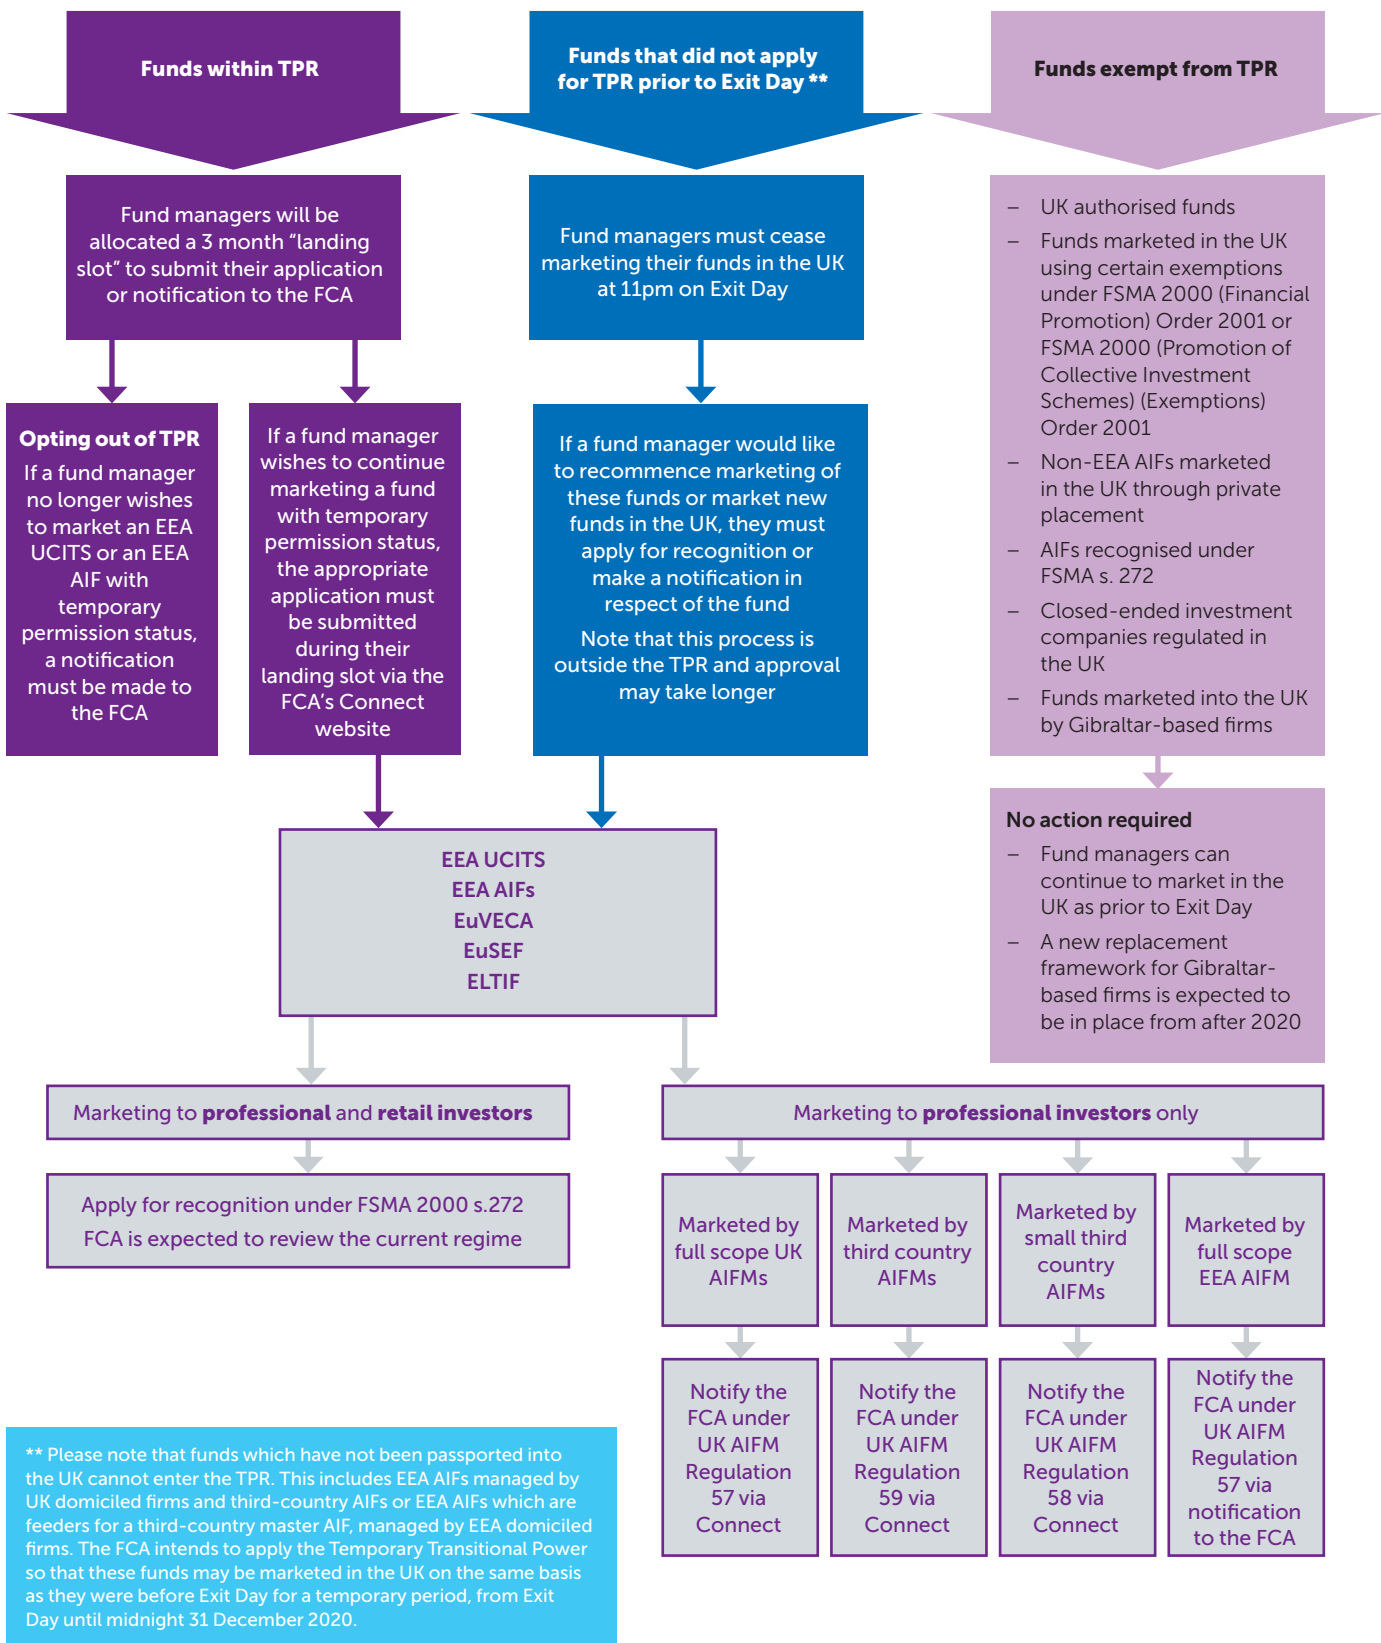 Funds within TPR
Fund managers will be
allocated a 3 month “landing
slot” to submit their application
or notification to the FCA
Opting out of TPR
If a fund manager
no longer wishes
to market an EEA
UCITS or an EEA
AIF with
temporary
permission status,
a notification
must be made to
the FCA
If a fund manager
wishes to continue
marketing a fund
with temporary
permission status,
the appropriate
application must
be submitted
during their
landing slot via the
FCA’s Connect
website
Funds that did not apply
for TPR prior to Exit Day **
Fund managers must cease
marketing their funds in the UK
at 11pm on Exit Day
If a fund manager would like
to recommence marketing of
these funds or market new
funds in the UK, they must
apply for recognition or
make a notification in
respect of the fund
Note that this process is
outside the TPR and approval
may take longer
Funds exempt from TPR
– UK authorised funds
– Funds marketed in the UK
using certain exemptions
under FSMA 2000 (Financial
Promotion) Order 2001 or
FSMA 2000 (Promotion of
Collective Investment
Schemes) (Exemptions)
Order 2001
– Non-EEA AIFs marketed
in the UK through private
placement
– AIFs recognised under
FSMA s. 272
– Closed-ended investment
companies regulated in
the UK
– Funds marketed into the UK
by Gibraltar-based firms
No action required
– Fund managers can
continue to market in the
UK as prior to Exit Day
– A new replacement
framework for Gibraltar-
based firms is expected to
be in place from after 2020
EEA UCITS
EEA AIFs
EuVECA
EuSEF
ELTIF
Marketing to professional and retail investors
Apply for recognition under FSMA 2000 s.272
FCA is expected to review the current regime
Marketing to professional investors only
Marketed by
full scope UK
AIFMs
Notify the
FCA under
UK AIFM
Regulation
57 via
Connect
Marketed by
third country
AIFMs
Notify the
FCA under
UK AIFM
Regulation
59 via
Connect
Marketed by
small third
country
AIFMs
Notify the
FCA under
UK AIFM
Regulation
58 via
Connect
Marketed by
full scope
EEA AIFM
Notify the
FCA under
UK AIFM
Regulation
57 via
notification
to the FCA
** Please note that funds which have not been passported into
the UK cannot enter the TPR. This includes EEA AIFs managed by
UK domiciled firms and third-country AIFs or EEA AIFs which are
feeders for a third-country master AIF, managed by EEA domiciled
firms. The FCA intends to apply the Temporary Transitional Power
so that these funds may be marketed in the UK on the same basis
as they were before Exit Day for a temporary period, from Exit
Day until midnight 31 December 2020.